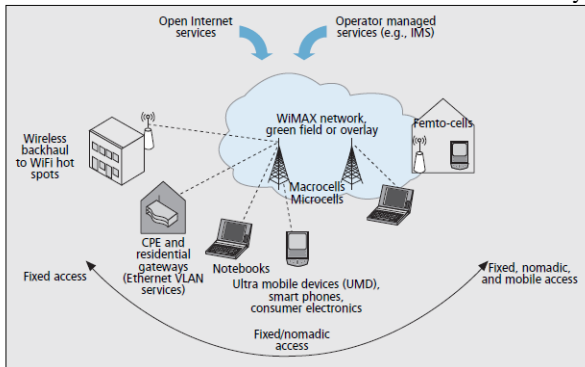 Open Internet
services
Operator managed
services (e.g., IMS)
WiMAX network,
green field or overlay
Femto-cells
Wireless
backhaul
to WiFi hot
spots
Macrocells
Microcells
CPE and
residential
gateways
(Ethernet VLAN
services)
Notebooks
Ultra mobile devices (UMD),
smart phones,
consumer electronics
Fixed access
Fixed, nomadic,
and mobile access
Fixed/nomadic
access